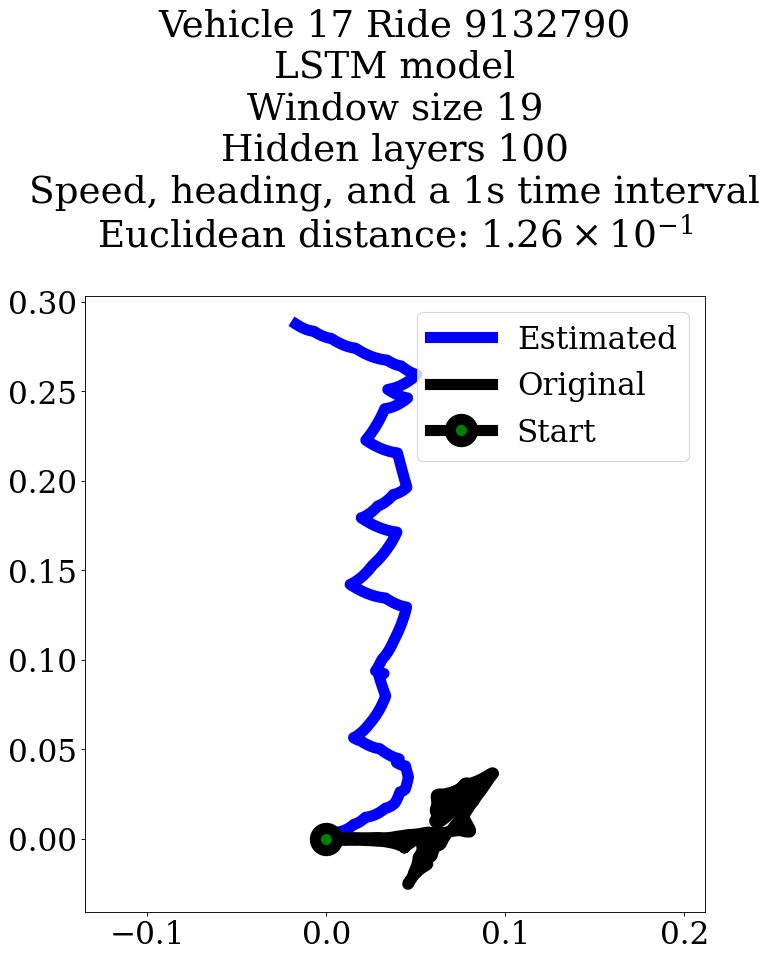 Vehicle 17 Ride 9132790
LSTM model
Window size 19
Hidden layers 100
Speed, heading, and a 1s time interval
Euclidean distance: 1.26 × 10⁻¹
0.30
0.25
0.20
0.15
0.10
0.05
0.00
Estimated
Original
Start
−0.1
0.0
0.1
0.2